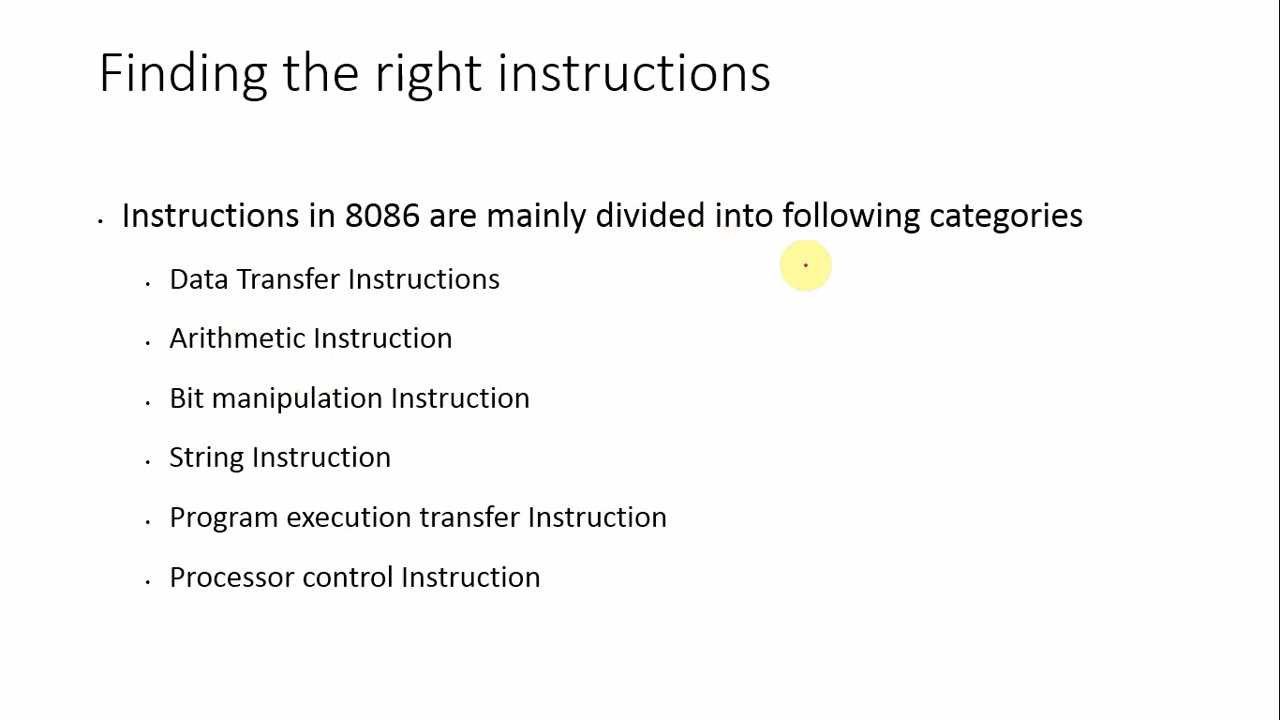 Finding the right instructions
• Instructions in 8086 are mainly divided into following categories
• Data Transfer Instructions
• Arithmetic Instruction
• Bit manipulation Instruction
• String Instruction
• Program execution transfer Instruction
• Processor control Instruction